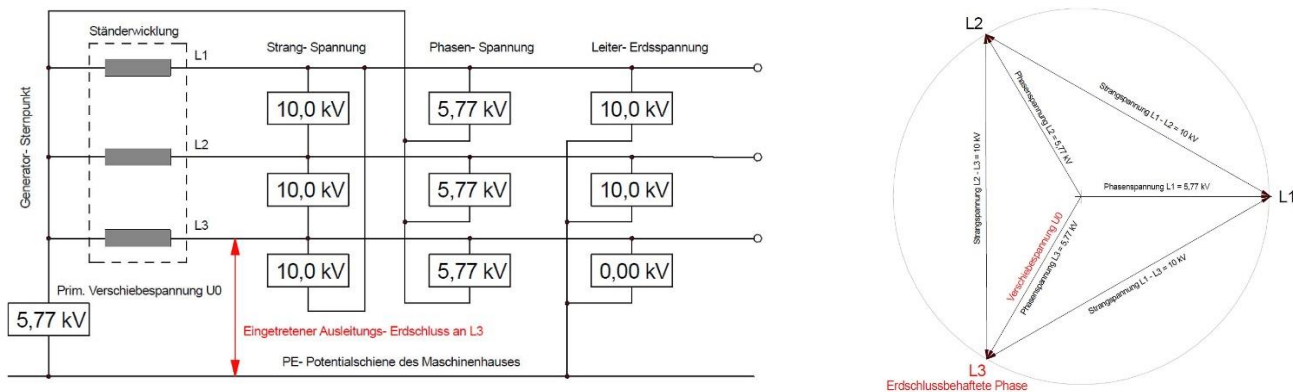 Ständerwicklung
Strang- Spannung
Phasen- Spannung
Leiter- Erdsspannung
Generator- Sternpunkt
L1
10,0 kV
5,77 kV
10,0 kV
L2
10,0 kV
5,77 kV
10,0 kV
L3
10,0 kV
5,77 kV
0,00 kV
Prim. Verschiebespannung U0
5,77 kV
Eingetretener Ausleitungs- Erdschluss an L3
PE- Potentialschiene des Maschinenhauses
L2
Phasenspannung L2 = 5,77 kV
Strangspannung L1 - L2 = 10 kV
Strangspannung L2 - L3 = 10 kV
Phasenspannung L1 = 5,77 kV
L1
Verschiebespannung U0
Phasenspannung L3 = 5,77 kV
Strangspannung L1 - L3 = 10 kV
L3
Erdschlussbehaftete Phase